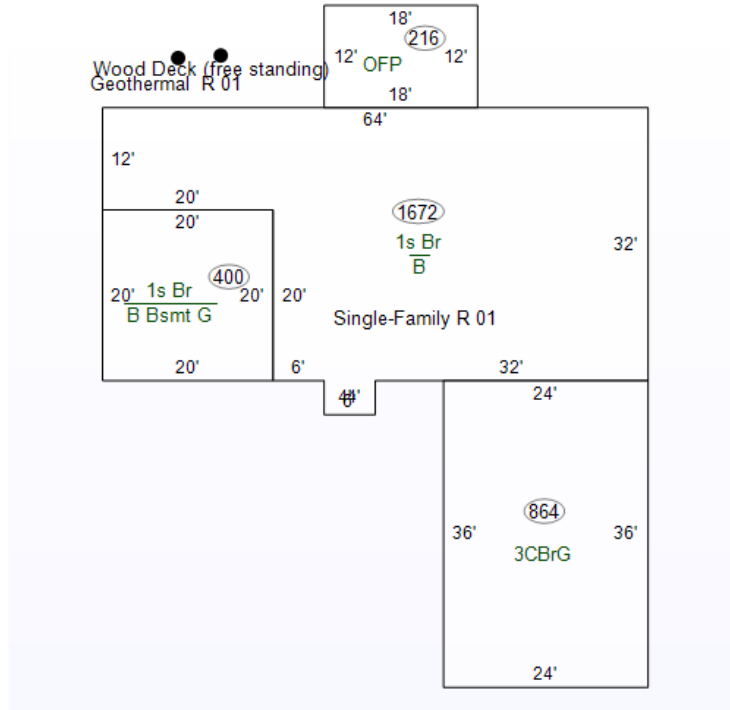 18'
216
12'
OFP
12'
Wood Deck (free standing)
Geothermal R 01
18'
64'
12'
20'
1672
20'
1s Br
B
32'
400
20'
1s Br
20'
20'
B Bsmt G
Single-Family R 01
20'
6'
32'
24'
864
36'
36'
3CBrG
24'